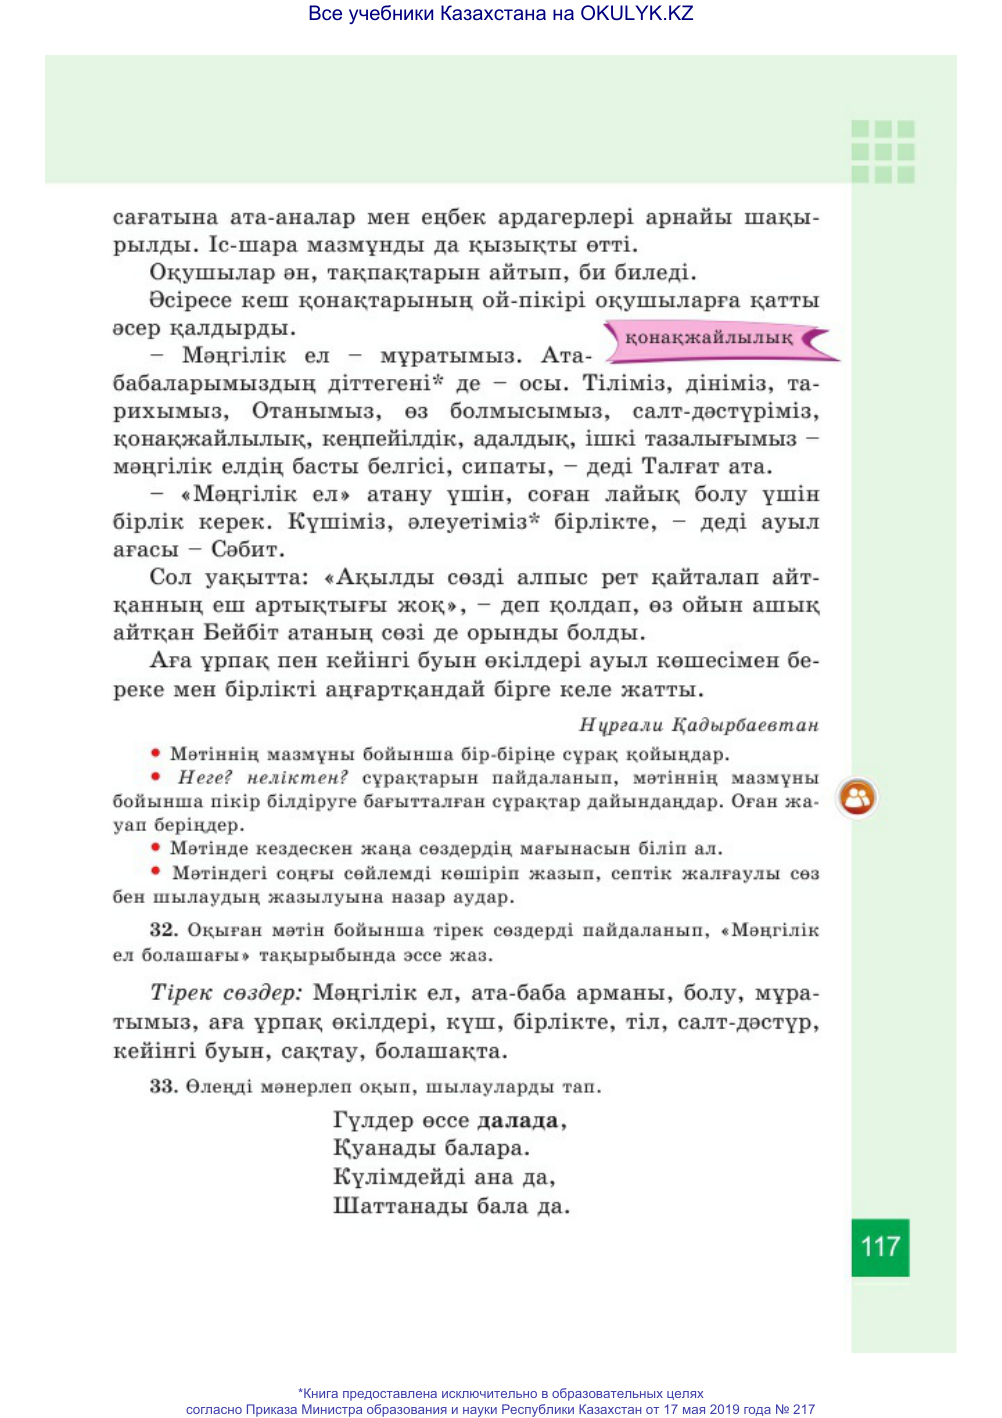 Все учебники Казахстана на OKULYK.KZ
сағатына ата-аналар мен еңбек ардагерлері арнайы шақы-
рылды. Іс-шара мазмұнды да қызықты өтті.
Оқушылар ән, тақпақтарын айтып, би биледі.
Әсіресе кеш қонақтарының ой-пікірі оқушыларға қатты
әсер қалдырды.
қонақжайлылық
– Мәңгілік ел – мұратымыз. Ата-
бабаларымыздың діттегені* де – осы. Тіліміз, дініміз, та-
рихымыз, Отанымыз, өз болмысымыз, салт-дәстүріміз,
қонақжайлылық, кеңпейілдік, адалдық, ішкі тазалығымыз –
мәңгілік елдің басты белгісі, сипаты, – деді Талғат ата.
– «Мәңгілік ел» атану үшін, соған лайық болу үшін
бірлік керек. Күшіміз, әлеуетіміз* бірлікте, – деді ауыл
ағасы – Сәбит.
Сол уақытта: «Ақылды сөзді алпыс рет қайталап айт-
қанның еш артықтығы жоқ», – деп қолдап, өз ойын ашық
айтқан Бейбіт атаның сөзі де орынды болды.
Аға ұрпақ пен кейінгі буын өкілдері ауыл көшесімен бе-
реке мен бірлікті аңғартқандай бірге келе жатты.
Нұрғали Қадырбаевтан
• Мәтіннің мазмұны бойынша бір-біріңе сұрақ қойыңдар.
• Неге? неліктен? сұрақтарын пайдаланып, мәтіннің мазмұны
бойынша пікір білдіруге бағытталған сұрақтар дайындаңдар. Оған жа-
уап беріңдер.
• Мәтінде кездескен жаңа сөздердің мағынасын біліп ал.
• Мәтіндегі соңғы сөйлемді көшіріп жазып, септік жалғаулы сөз
бен шылаудың жазылуына назар аудар.
32. Оқыған мәтін бойынша тірек сөздерді пайдаланып, «Мәңгілік
ел болашағы» тақырыбында эссе жаз.
Тірек сөздер: Мәңгілік ел, ата-баба арманы, болу, мұра-
тымыз, аға ұрпақ өкілдері, күш, бірлікте, тіл, салт-дәстүр,
кейінгі буын, сақтау, болашақта.
33. Өлеңді мәнерлеп оқып, шылауларды тап.
Гүлдер өссе далада,
Қуанады балара.
Күлімдейді ана да,
Шаттанады бала да.
117
*Книга предоставлена исключительно в образовательных целях
согласно Приказа Министра образования и науки Республики Казахстан от 17 мая 2019 года № 217